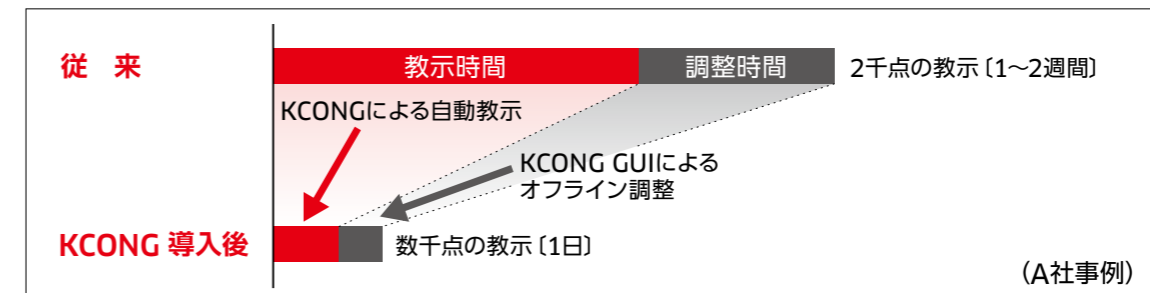 従　来
教示時間
調整時間
2千点の教示〔1〜2週間〕
KCONGによる自動教示
KCONG GUIによる
オフライン調整
KCONG 導入後
数千点の教示〔1日〕
（A社事例）